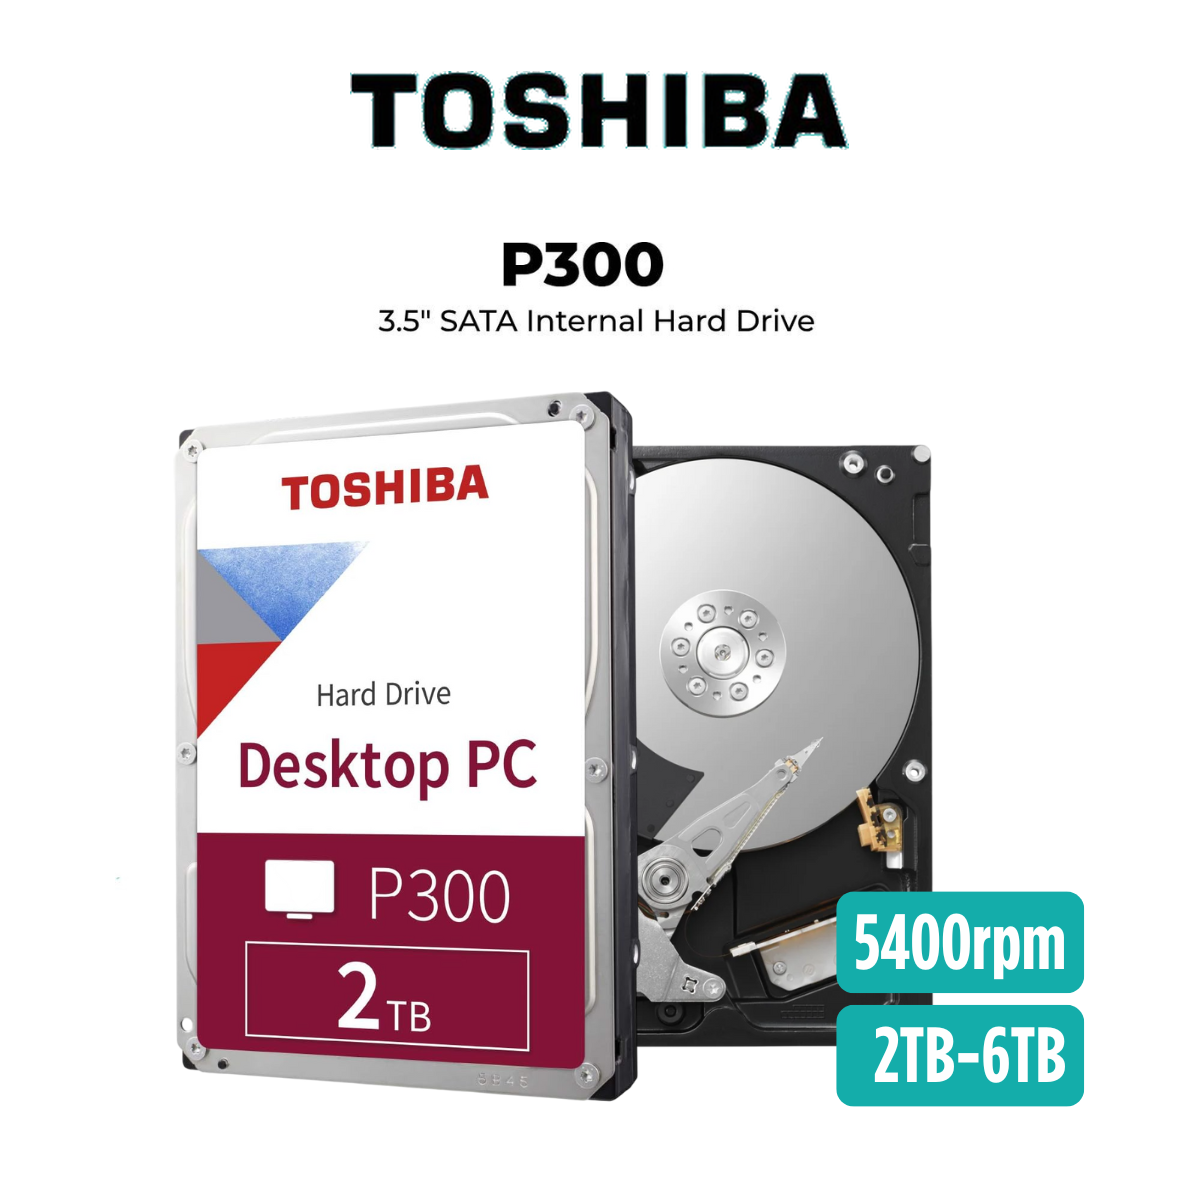 TOSHIBA
P300
3.5" SATA Internal Hard Drive
TOSHIBA
Hard Drive
Desktop PC
P300
2TB
5400rpm
2TB-6TB